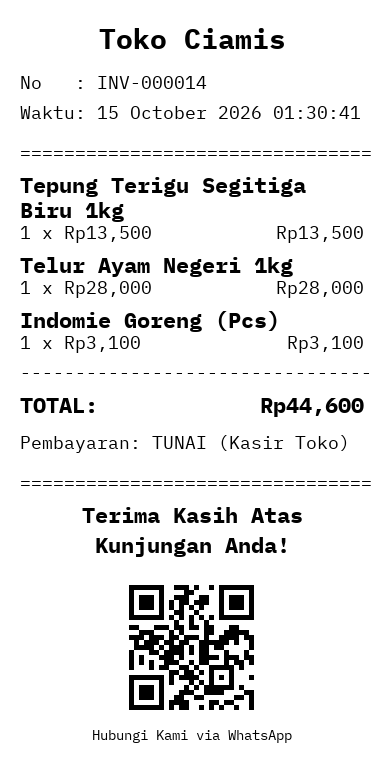 Toko Ciamis
No   : INV-000014
Waktu: 15 October 2026 01:30:41
================================
Tepung Terigu Segitiga
Biru 1kg
1 x Rp13,500 Rp13,500
Telur Ayam Negeri 1kg
1 x Rp28,000 Rp28,000
Indomie Goreng (Pcs)
1 x Rp3,100 Rp3,100
--------------------------------
TOTAL: Rp44,600
Pembayaran: TUNAI (Kasir Toko)
================================
Terima Kasih Atas
Kunjungan Anda!
Hubungi Kami via WhatsApp